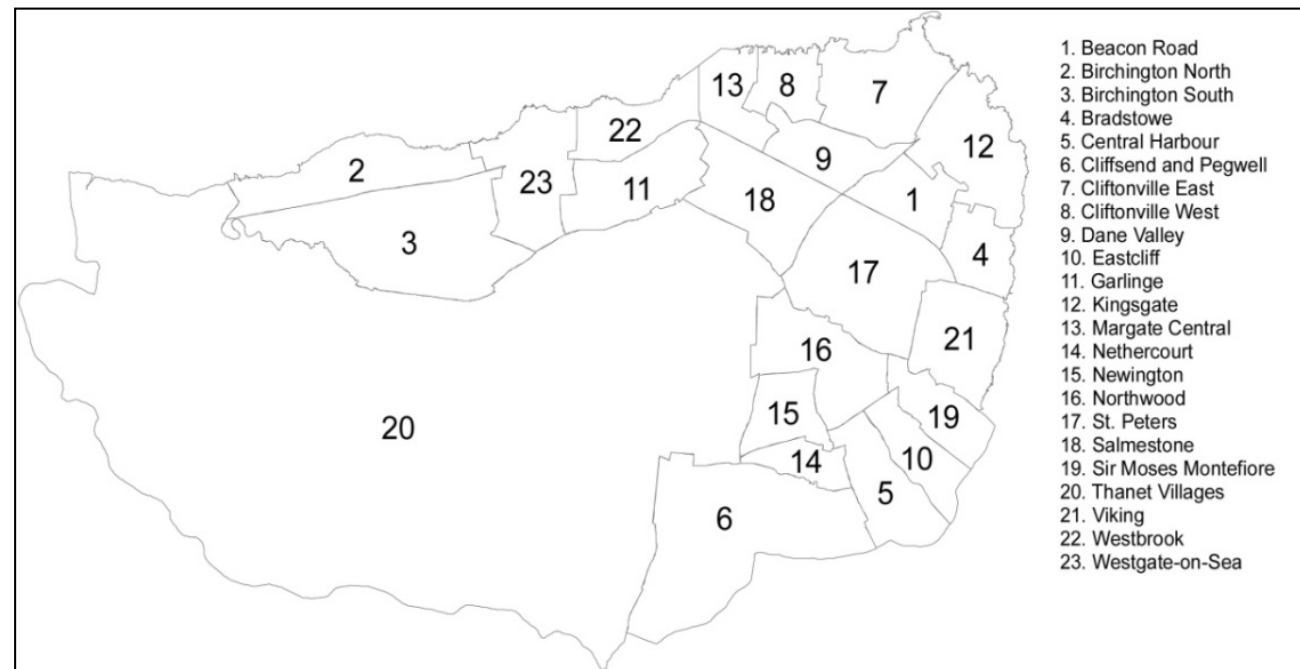 13
8
7
22
12
2
9
23
11
18
1
3
4
17
21
16
15
19
20
14
10
5
6
1. Beacon Road
2. Birchington North
3. Birchington South
4. Bradstowe
5. Central Harbour
6. Cliffsend and Pegwell
7. Cliftonville East
8. Cliftonville West
9. Dane Valley
10. Eastcliff
11. Garlinge
12. Kingsgate
13. Margate Central
14. Nethercourt
15. Newington
16. Northwood
17. St. Peters
18. Salmestone
19. Sir Moses Montefiore
20. Thanet Villages
21. Viking
22. Westbrook
23. Westgate-on-Sea